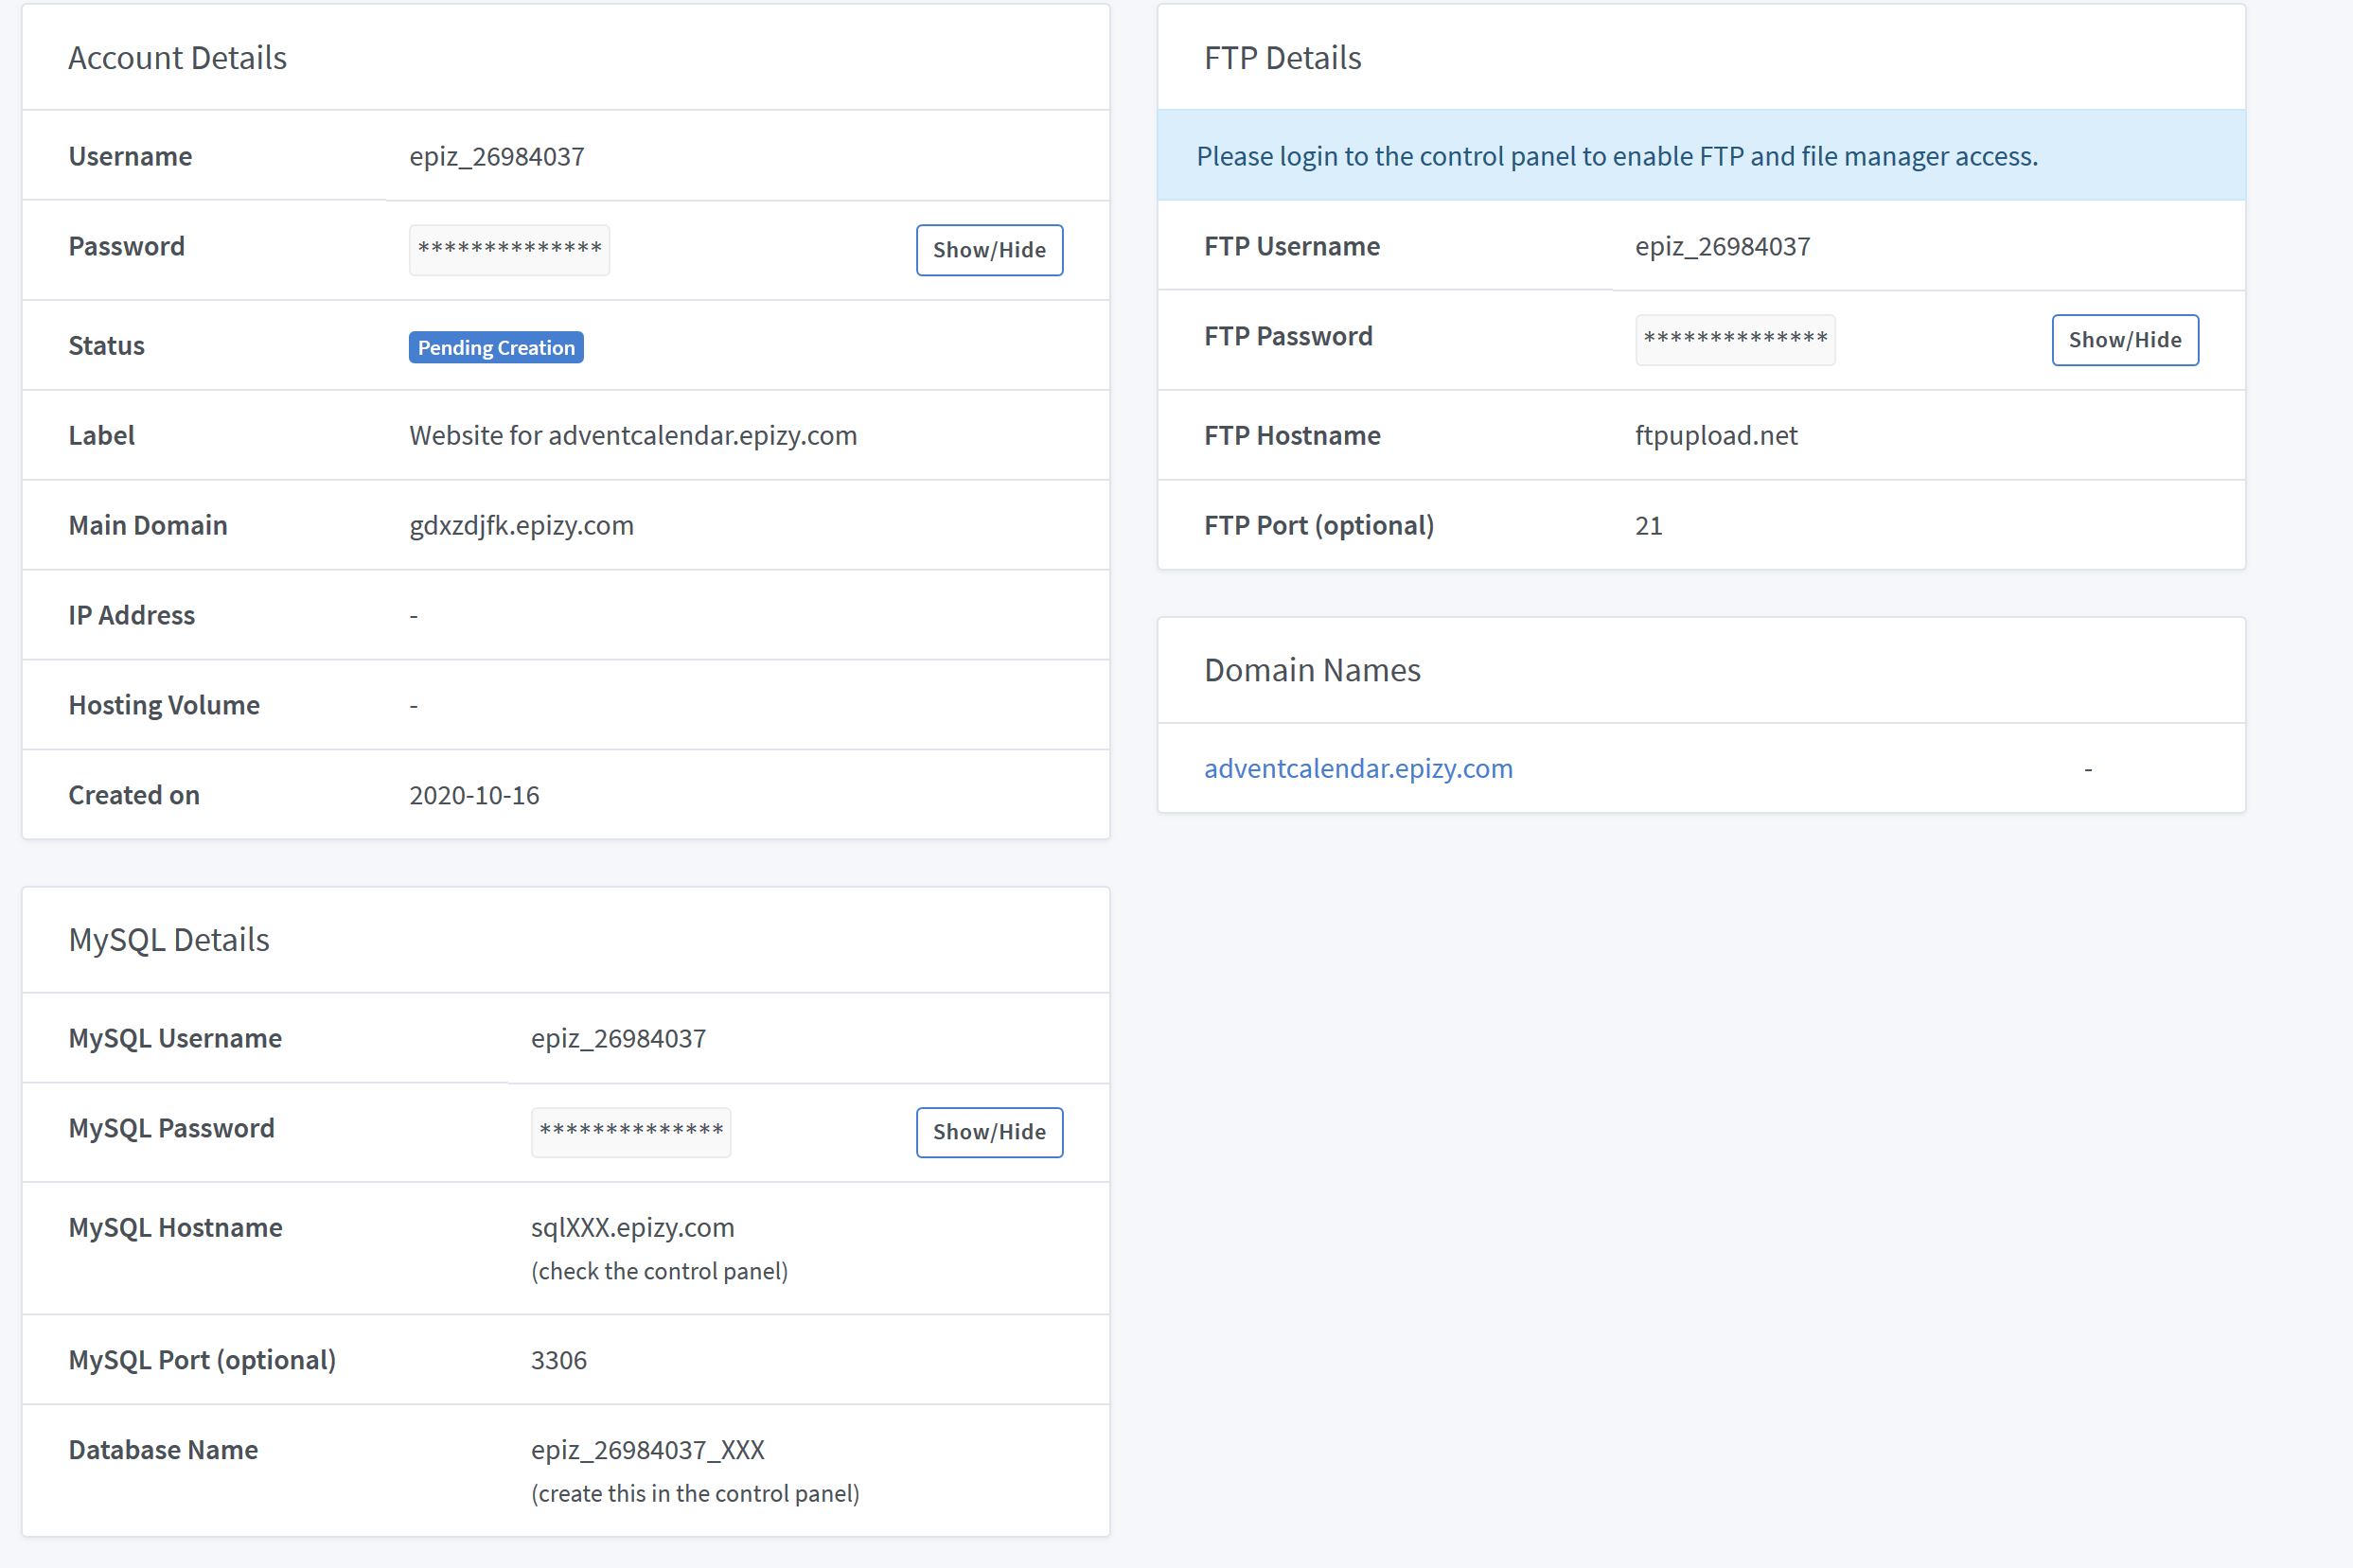 Account Details
Username epiz_26984037
Password ************** Show/Hide
Status Pending Creation
Label Website for adventcalendar.epizy.com
Main Domain gdxzdjfk.epizy.com
IP Address -
Hosting Volume -
Created on 2020-10-16
MySQL Details
MySQL Username epiz_26984037
MySQL Password ************** Show/Hide
MySQL Hostname sqlXXX.epizy.com
(check the control panel)
MySQL Port (optional) 3306
Database Name epiz_26984037_XXX
(create this in the control panel)
FTP Details
Please login to the control panel to enable FTP and file manager access.
FTP Username epiz_26984037
FTP Password ************** Show/Hide
FTP Hostname ftpupload.net
FTP Port (optional) 21
Domain Names
adventcalendar.epizy.com -